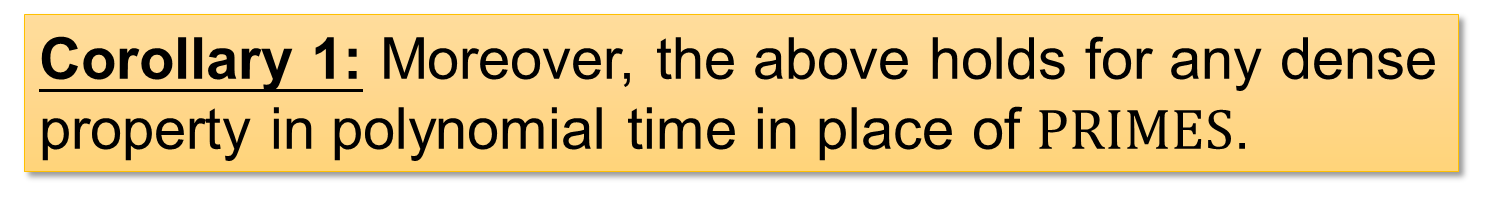 Corollary 1: Moreover, the above holds for any dense
property in polynomial time in place of PRIMES.